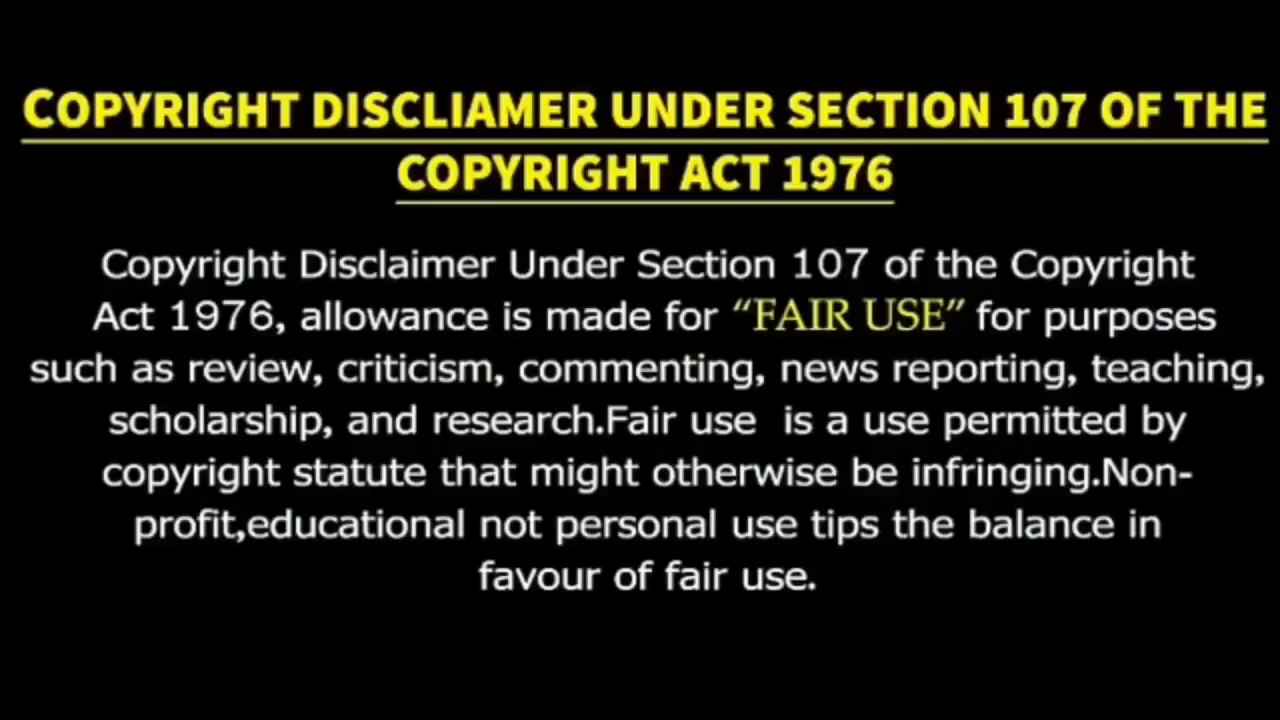 COPYRIGHT DISCLIAMER UNDER SECTION 107 OF THE
COPYRIGHT ACT 1976
Copyright Disclaimer Under Section 107 of the Copyright
Act 1976, allowance is made for “FAIR USE” for purposes
such as review, criticism, commenting, news reporting, teaching,
scholarship, and research.Fair use  is a use permitted by
copyright statute that might otherwise be infringing.Non-
profit,educational not personal use tips the balance in
favour of fair use.